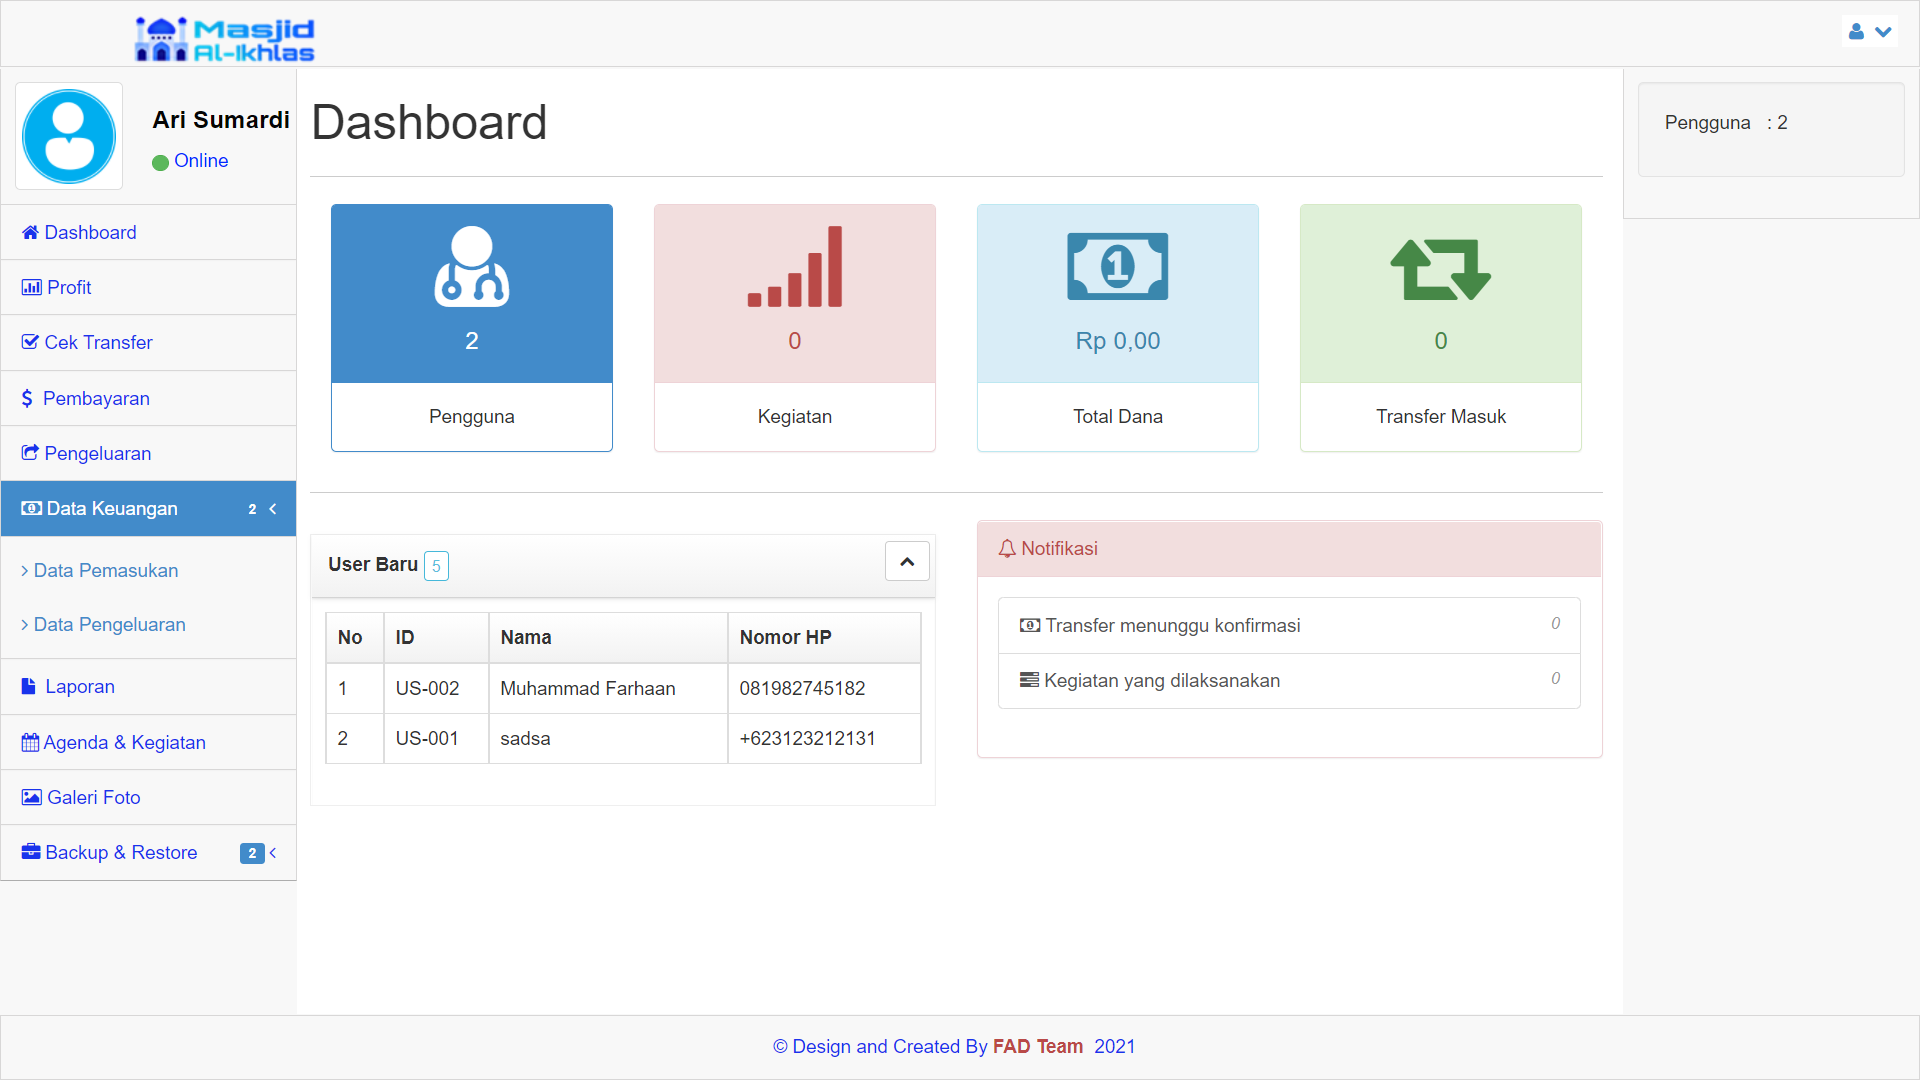 Masjid
Al-Ikhlas
Ari Sumardi
Online
Dashboard
Profit
Cek Transfer
$ Pembayaran
Pengeluaran
Data Keuangan 2
Data Pemasukan
Data Pengeluaran
Laporan
Agenda & Kegiatan
Galeri Foto
Backup & Restore 2
Dashboard
2
Pengguna
0
Kegiatan
1
Rp 0,00
Total Dana
0
Transfer Masuk
User Baru 5
No ID Nama Nomor HP
1 US-002 Muhammad Farhaan 081982745182
2 US-001 sadsa +623123212131
Notifikasi
Transfer menunggu konfirmasi 0
Kegiatan yang dilaksanakan 0
Pengguna : 2
© Design and Created By FAD Team 2021